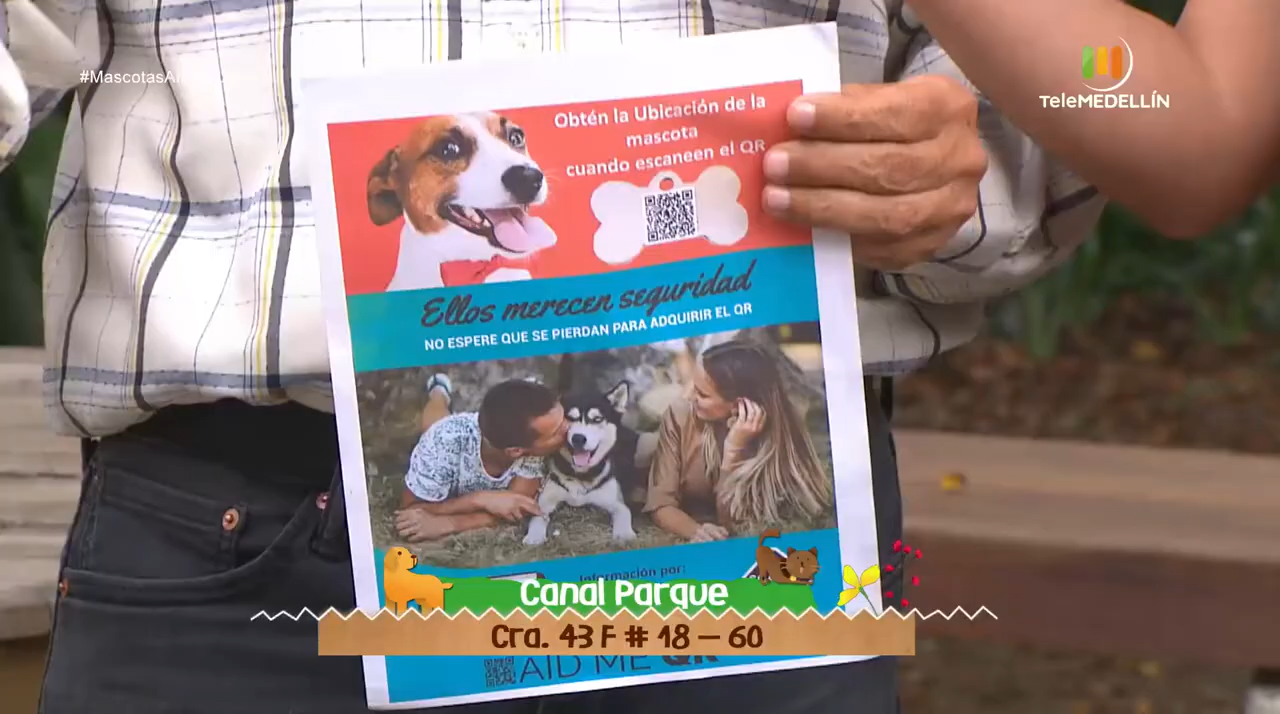 #MascotasA
TeleMEDELLÍN
Obtén la Ubicación de la
mascota
cuando escaneen el QR
Ellos merecen seguridad
NO ESPERE QUE SE PIERDAN PARA ADQUIRIR EL QR
Información por:
Canal Parque
Cra. 43 F # 18 – 60
AID ME QR